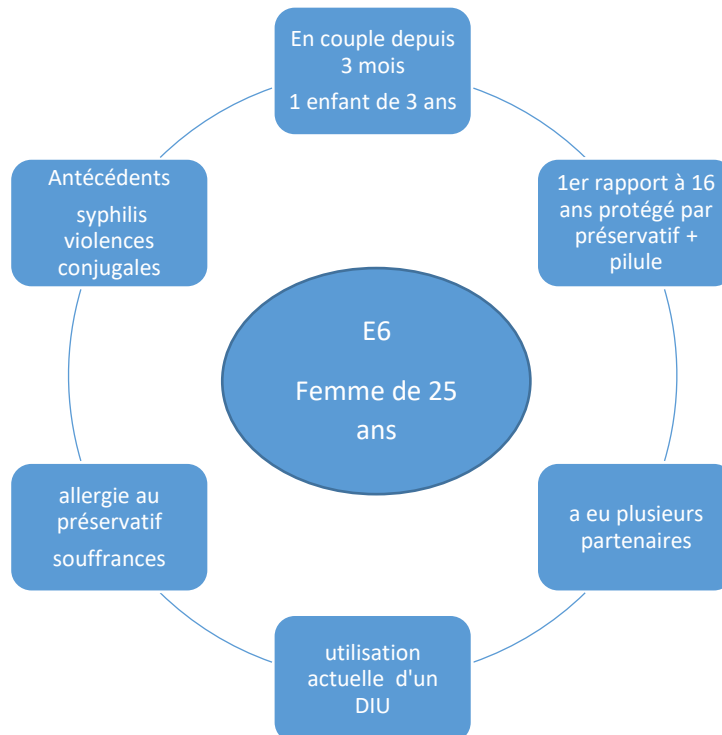 En couple depuis
3 mois
1 enfant de 3 ans
1er rapport à 16
ans protégé par
préservatif +
pilule
a eu plusieurs
partenaires
utilisation
actuelle d'un
DIU
allergie au
préservatif
souffrances
Antécédents
syphilis
violences
conjugales
E6
Femme de 25
ans